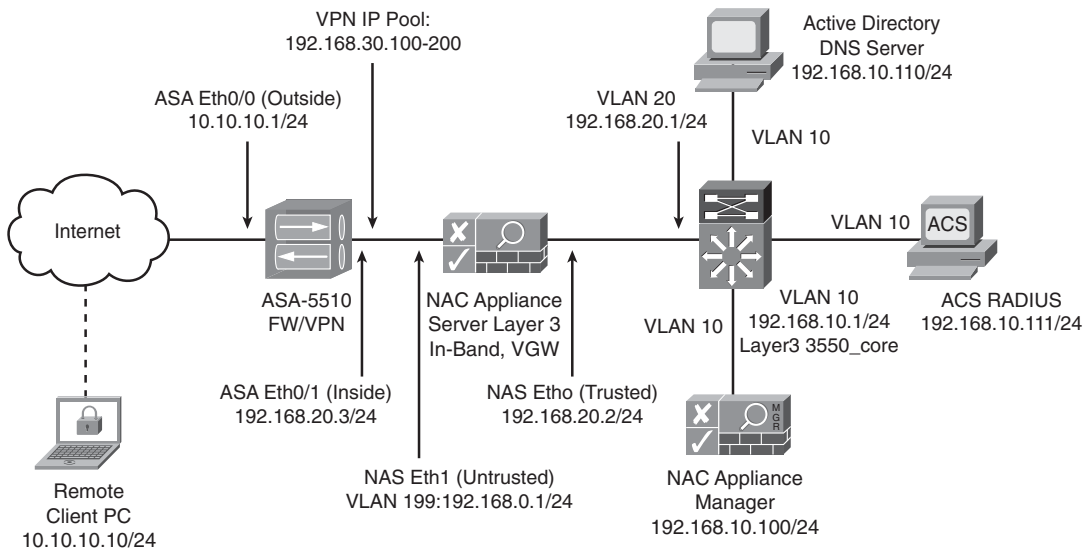 VPN IP Pool:
192.168.30.100-200
Active Directory
DNS Server
192.168.10.110/24
ASA Eth0/0 (Outside)
10.10.10.1/24
VLAN 20
192.168.20.1/24
VLAN 10
Internet
VLAN 10
ACS
ASA-5510
FW/VPN
NAC Appliance
Server Layer 3
In-Band, VGW
VLAN 10
VLAN 10
192.168.10.1/24
Layer3 3550_core
ACS RADIUS
192.168.10.111/24
ASA Eth0/1 (Inside)
192.168.20.3/24
NAS Etho (Trusted)
192.168.20.2/24
MGR
NAS Eth1 (Untrusted)
VLAN 199:192.168.0.1/24
Remote
Client PC
10.10.10.10/24
NAC Appliance
Manager
192.168.10.100/24